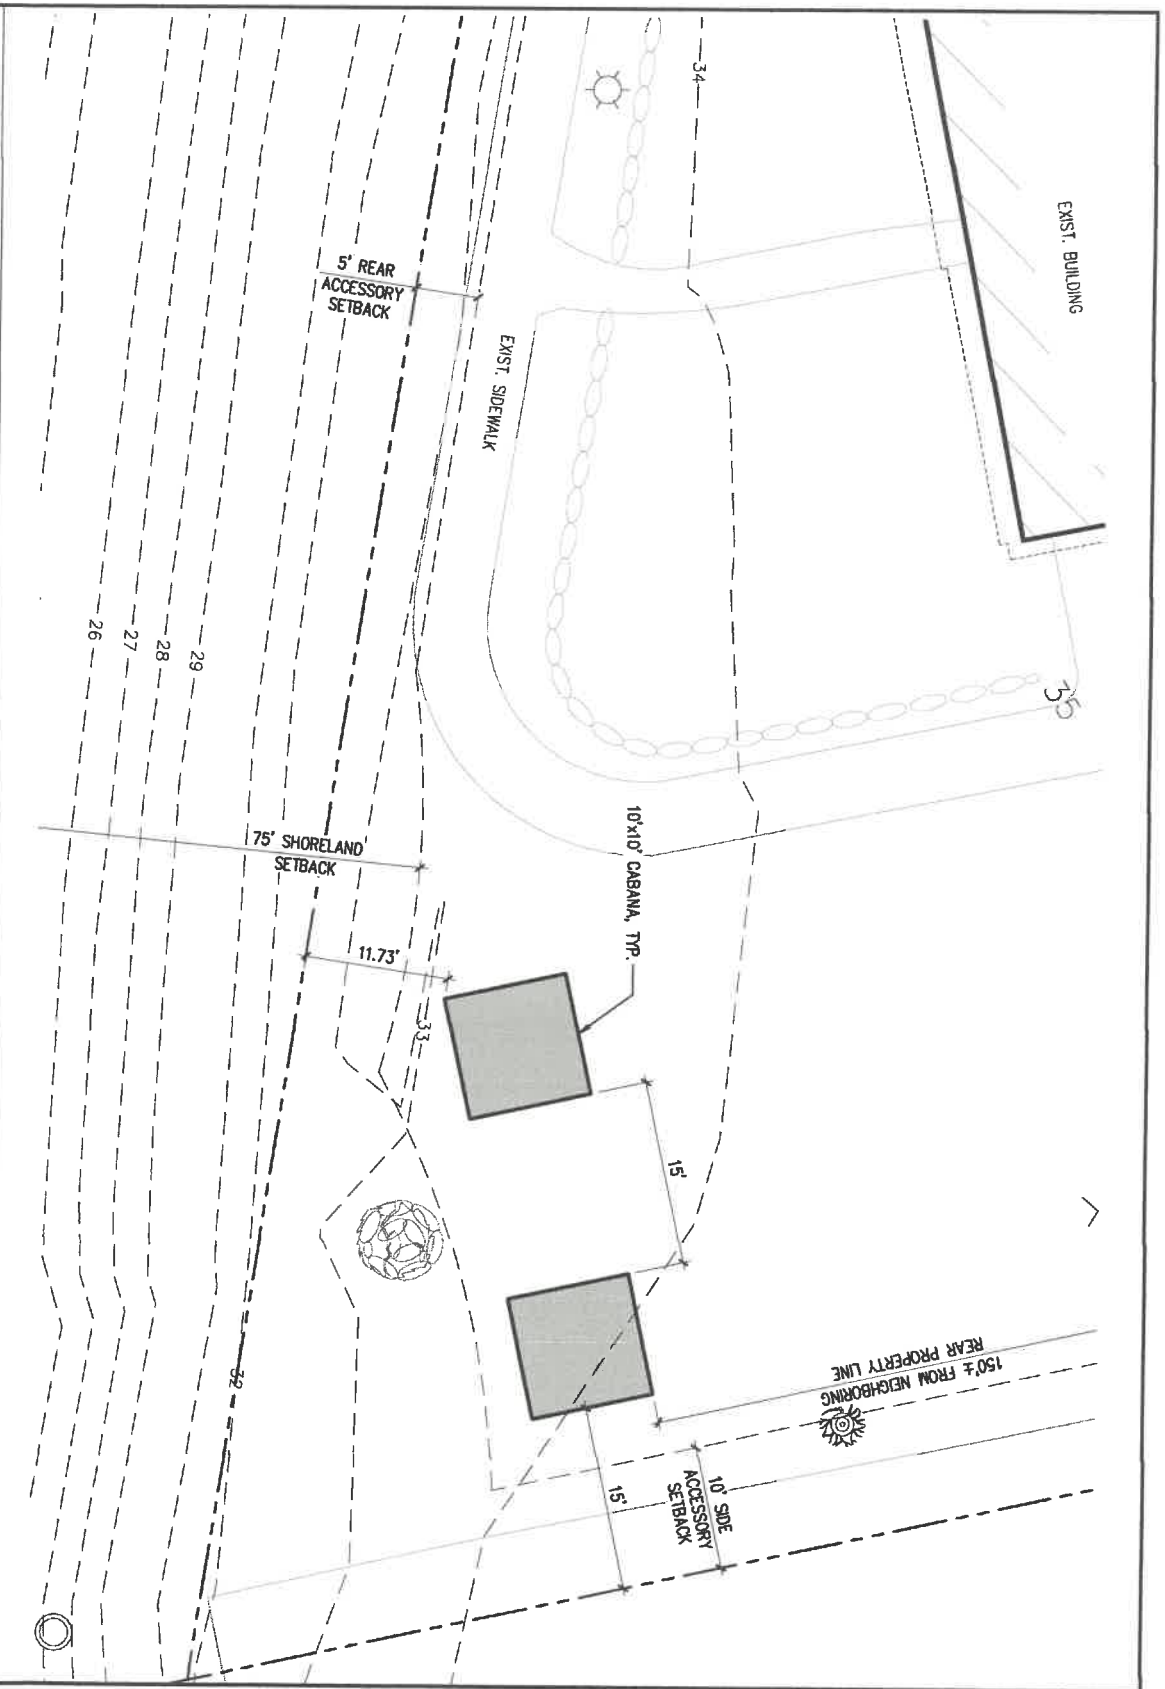 34
EXIST. BUILDING
5' REAR
ACCESSORY
SETBACK
EXIST. SIDEWALK
26
27
28
29
35
75' SHORELAND
SETBACK
10'x10' CABANA, TYP.
11.73'
33
15'
32
150'± FROM NEIGHBORING
REAR PROPERTY LINE
10' SIDE
ACCESSORY
SETBACK
15'